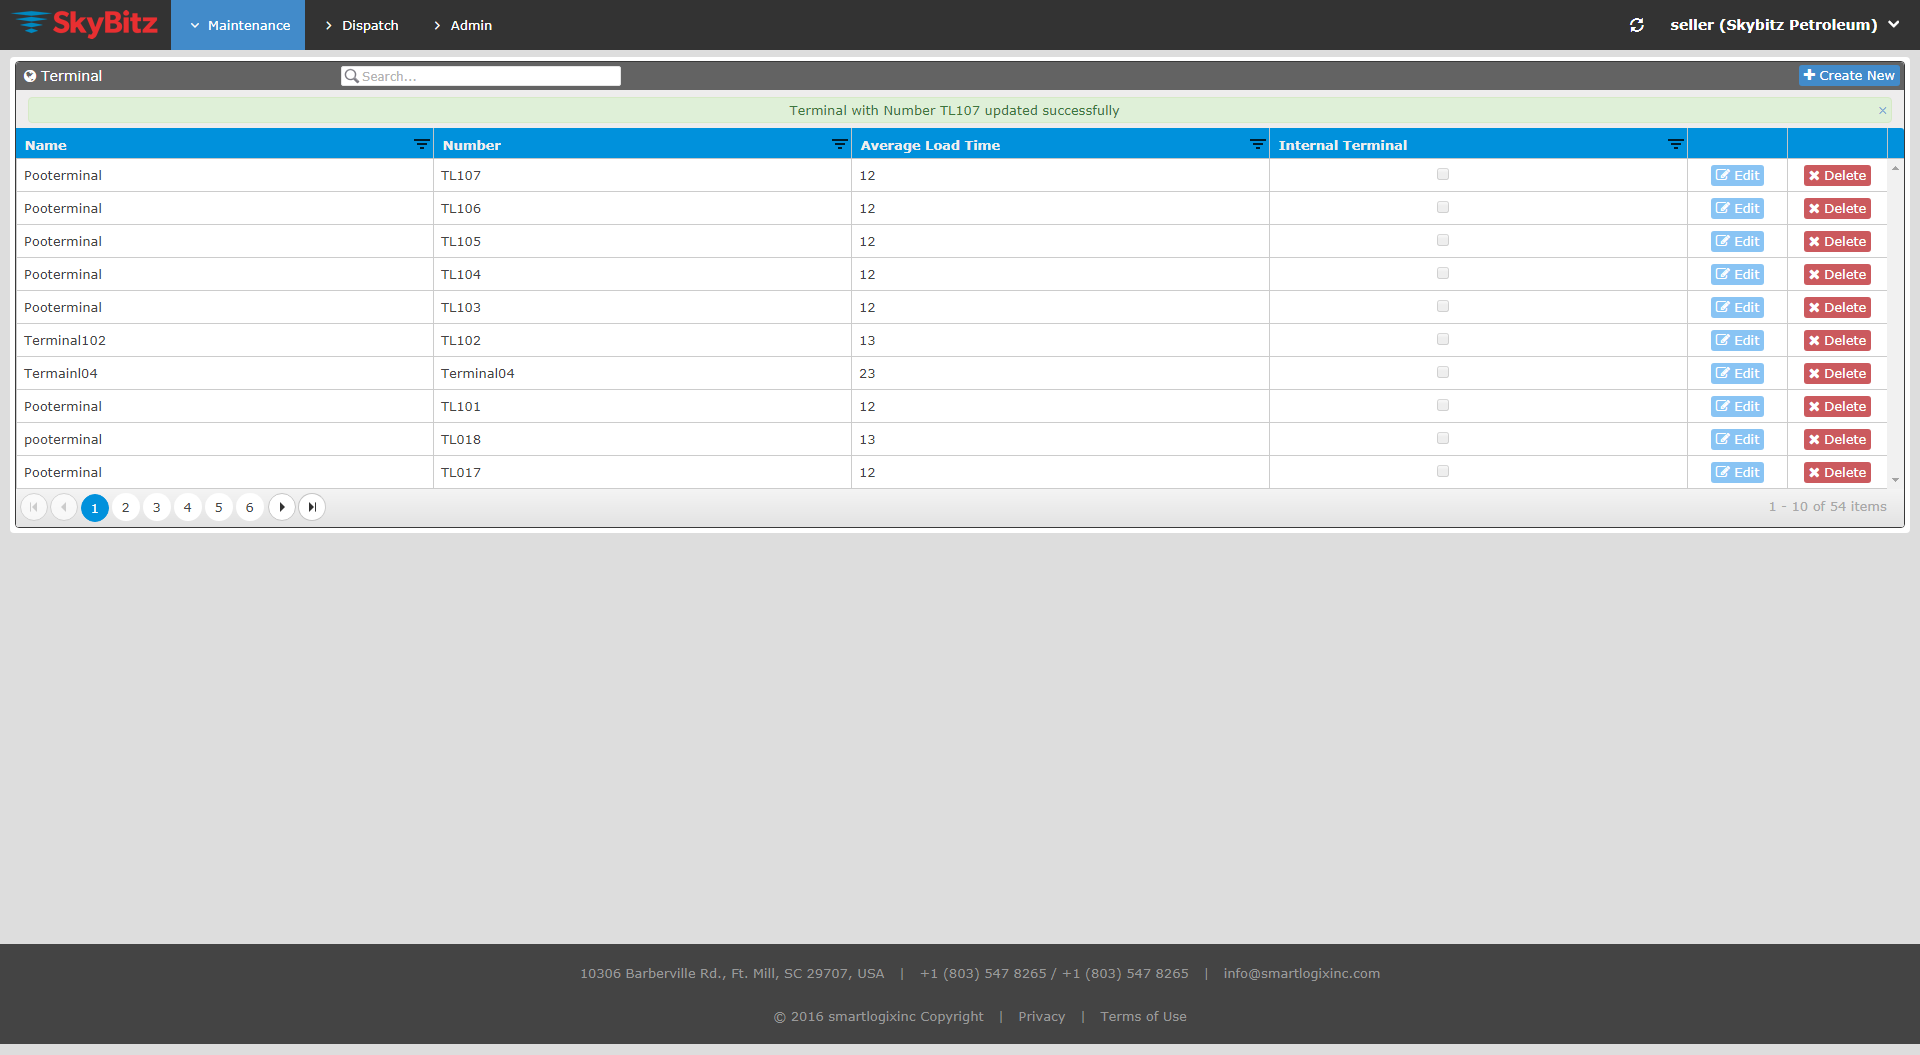 SkyBitz Maintenance Dispatch Admin seller (Skybitz Petroleum)
Terminal Search... Create New
Terminal with Number TL107 updated successfully ×
Name Number Average Load Time Internal Terminal
Pooterminal TL107 12 Edit Delete
Pooterminal TL106 12 Edit Delete
Pooterminal TL105 12 Edit Delete
Pooterminal TL104 12 Edit Delete
Pooterminal TL103 12 Edit Delete
Terminal102 TL102 13 Edit Delete
Termainl04 Terminal04 23 Edit Delete
Pooterminal TL101 12 Edit Delete
pooterminal TL018 13 Edit Delete
Pooterminal TL017 12 Edit Delete
1 2 3 4 5 6 1 - 10 of 54 items
10306 Barberville Rd., Ft. Mill, SC 29707, USA | +1 (803) 547 8265 / +1 (803) 547 8265 | info@smartlogixinc.com
© 2016 smartlogixinc Copyright | Privacy | Terms of Use